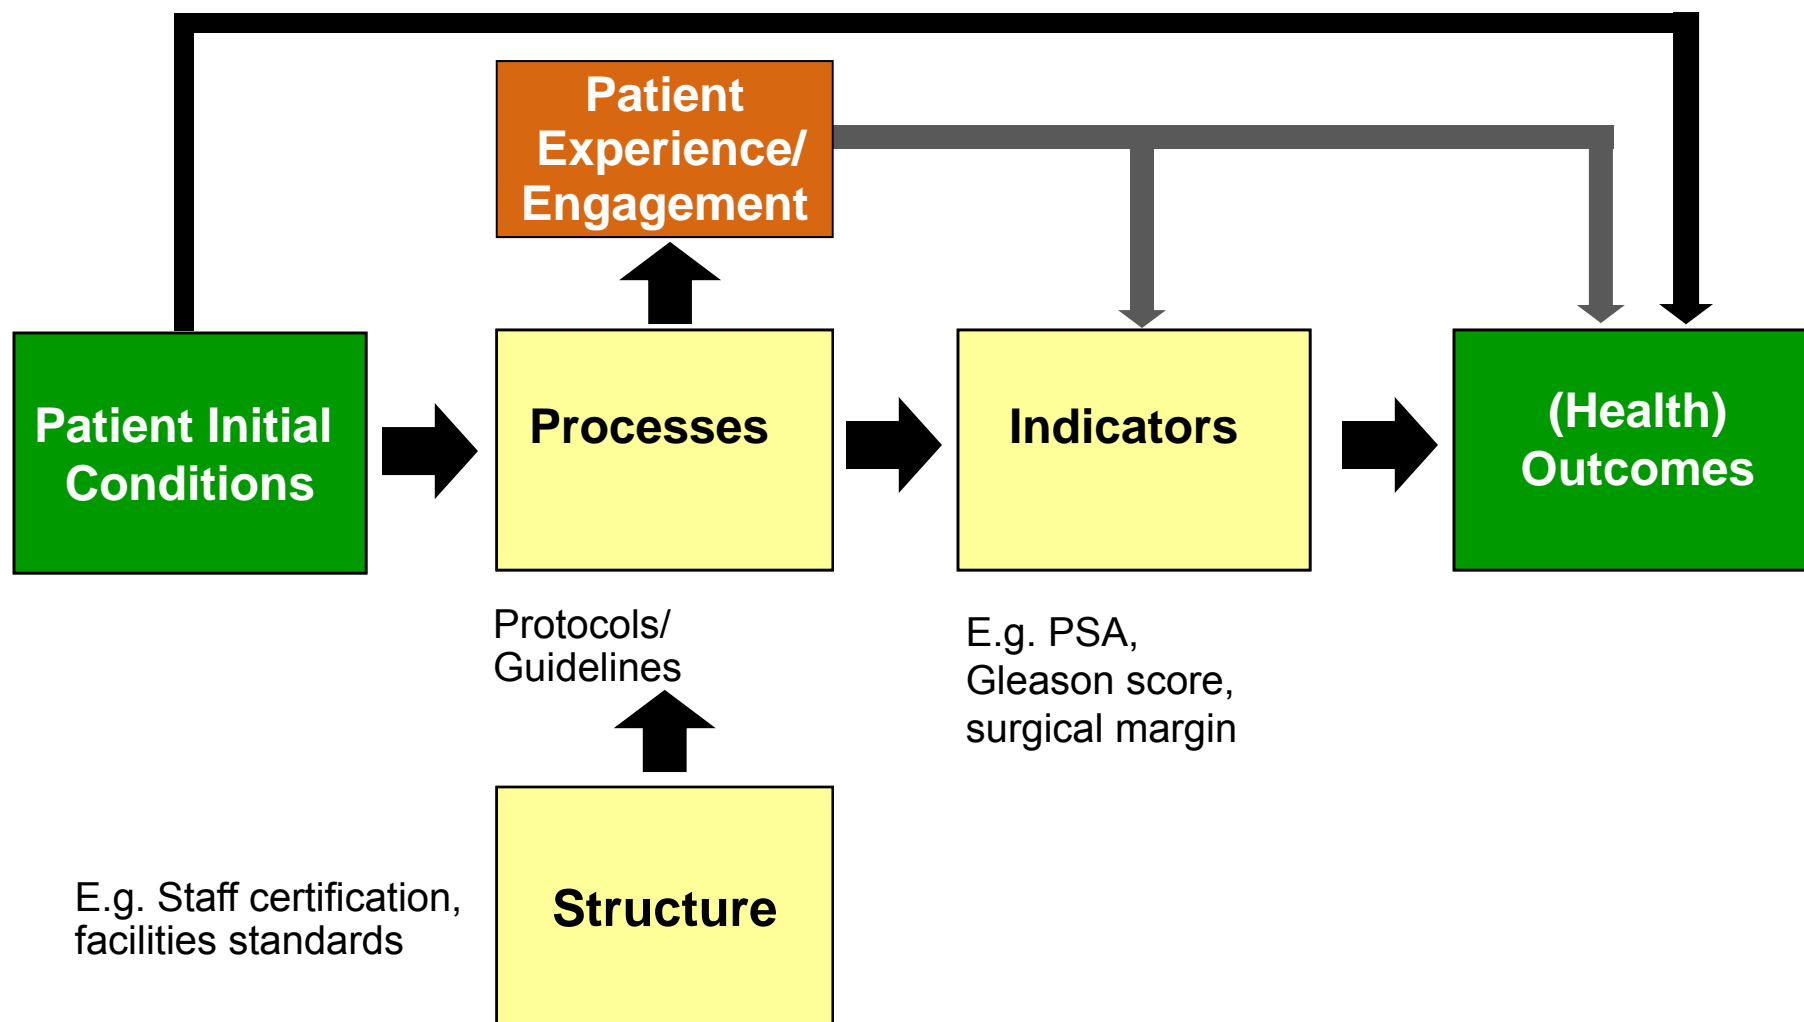 Patient
Experience/
Engagement
Patient Initial
Conditions
Processes
Indicators
(Health)
Outcomes
Protocols/
Guidelines
E.g. PSA,
Gleason score,
surgical margin
E.g. Staff certification,
facilities standards
Structure